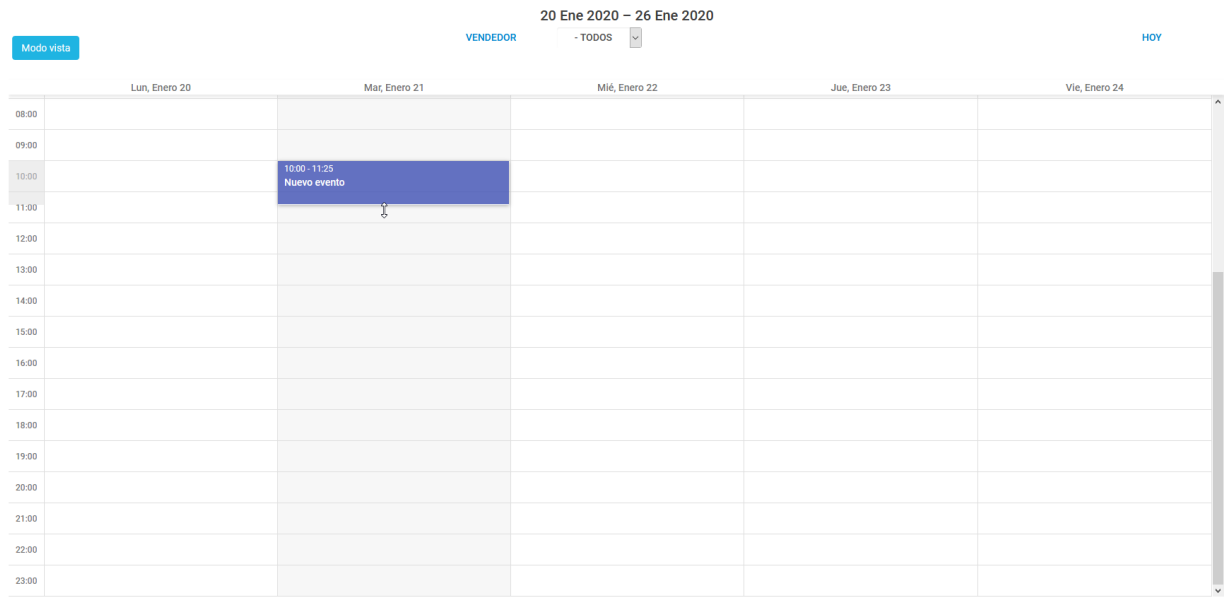 20 Ene 2020 – 26 Ene 2020
Modo vista
VENDEDOR
- TODOS
HOY
Lun, Enero 20
Mar, Enero 21
Mié, Enero 22
Jue, Enero 23
Vie, Enero 24
08:00
09:00
10:00
10:00 - 11:25
Nuevo evento
11:00
12:00
13:00
14:00
15:00
16:00
17:00
18:00
19:00
20:00
21:00
22:00
23:00